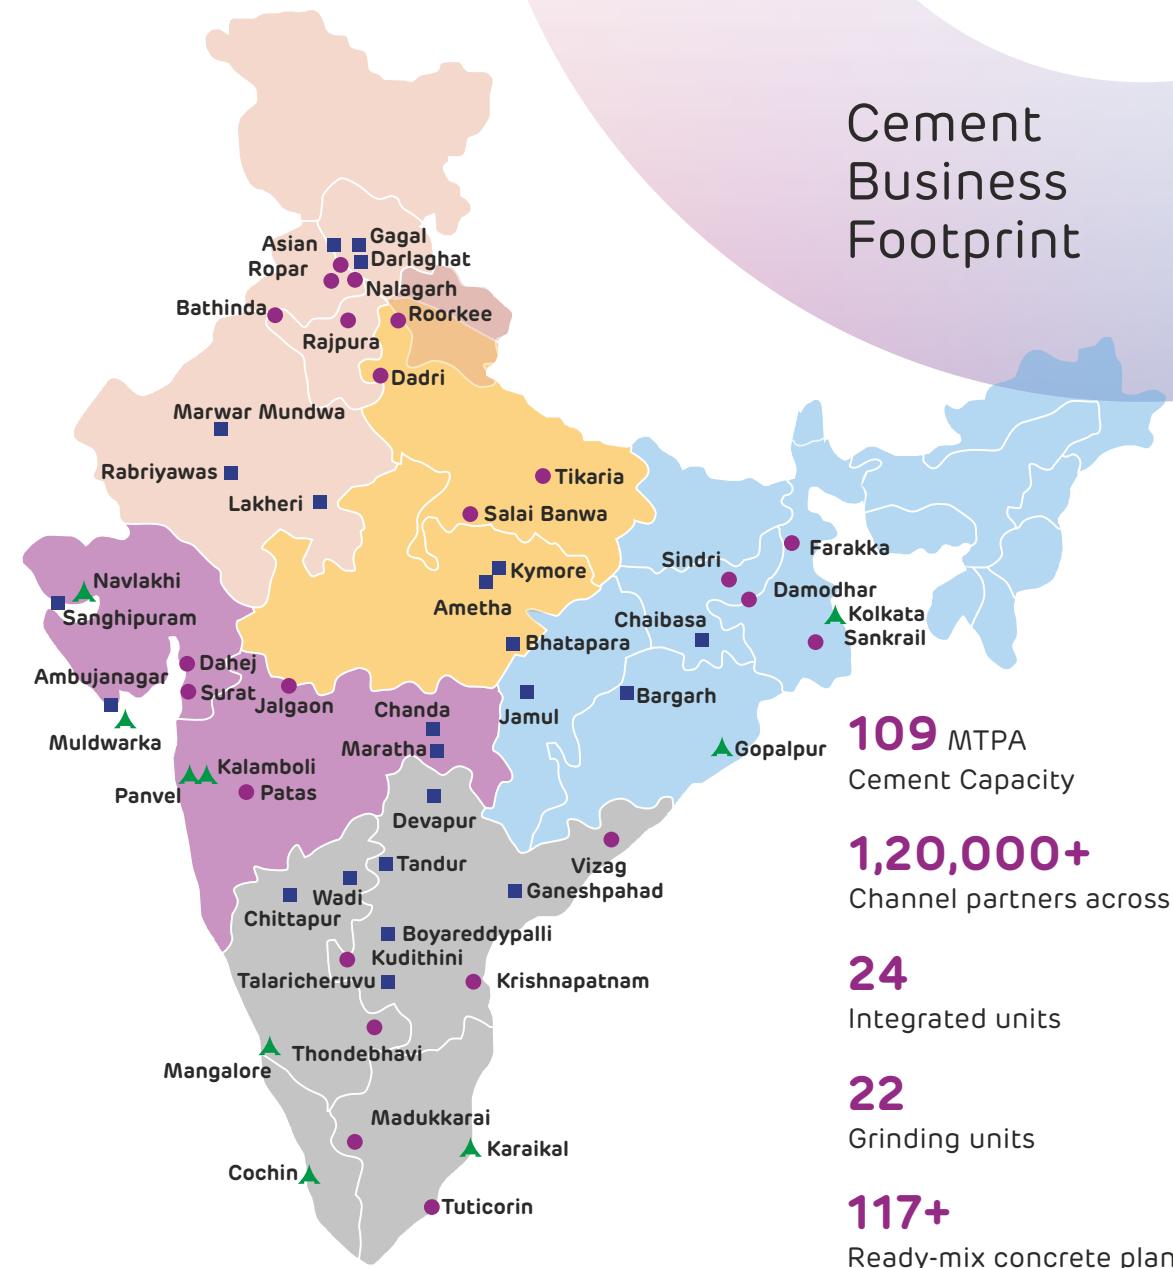 Cement
Business
Footprint
Asian
Gagal
Ropar
Darlaghat
Nalagarh
Bathinda
Roorkee
Rajpura
Dadri
Marwar Mundwa
Rabriyawas
Tikaria
Lakheri
Salai Banwa
Farakka
Sindri
Kymore
Navlakhi
Damodhar
Ametha
Sanghipuram
Chaibasa
Kolkata
Bhatapara
Sankrail
Dahej
Ambujanagar
Surat
Jalgaon
Bargarh
Chanda
Jamul
Muldwarka
Maratha
Gopalpur
Kalamboli
Panvel
Patas
Devapur
Tandur
Vizag
Wadi
Ganeshpahad
Chittapur
Boyareddypalli
Kudithini
Talaricheruvu
Krishnapatnam
Thondebhavi
Mangalore
Madukkarai
Karaikal
Cochin
Tuticorin
109 MTPA
Cement Capacity
1,20,000+
Channel partners across
24
Integrated units
22
Grinding units
117+
Ready-mix concrete plan